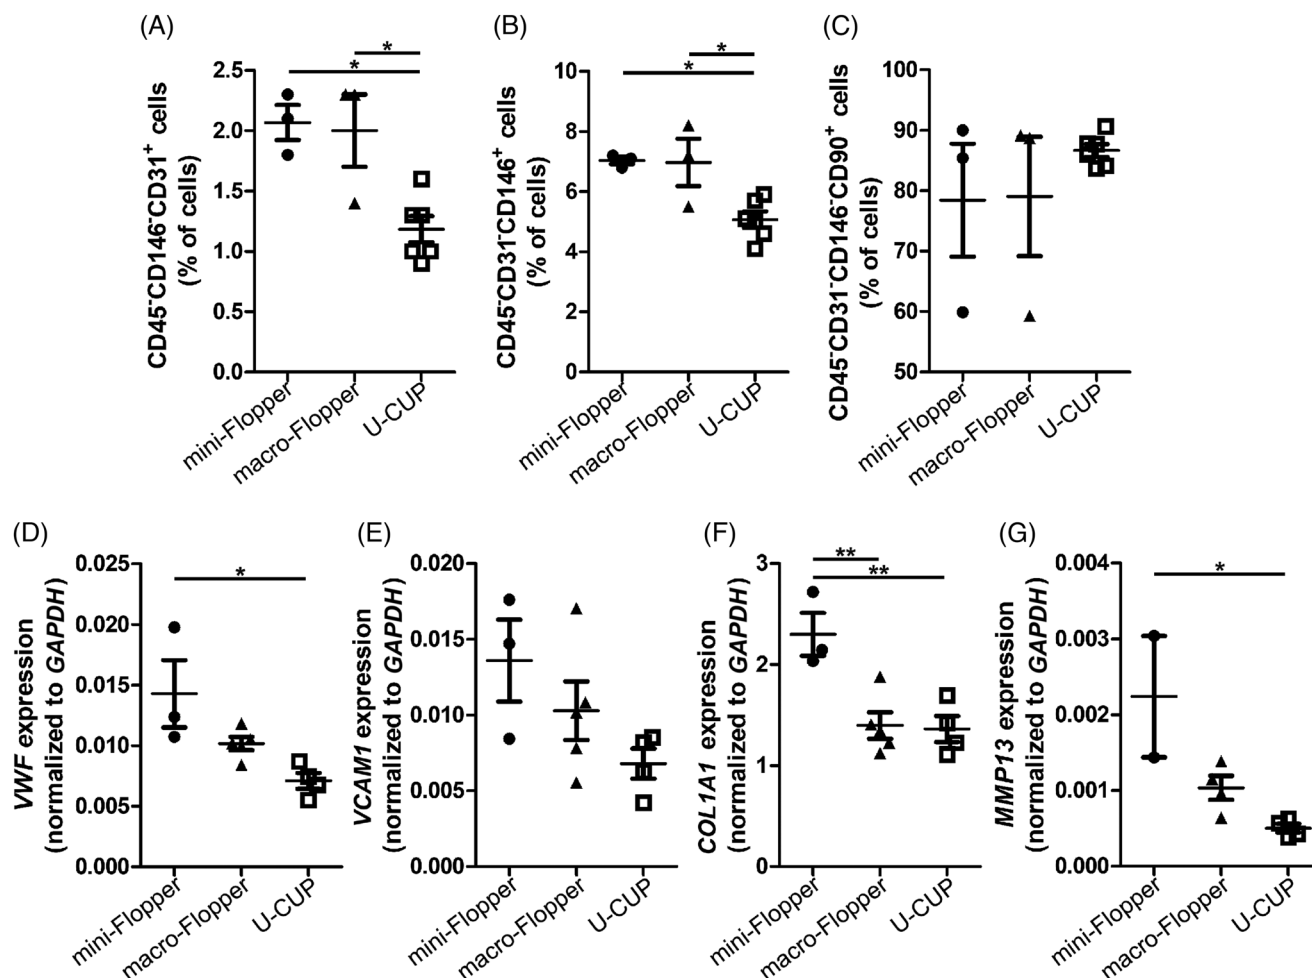 (A)
CD45⁻CD146⁻CD31⁺ cells
(% of cells)
2.5
2.0
1.5
1.0
0.5
0.0
*
*
mini-Flopper
macro-Flopper
U-CUP
(B)
CD45⁻CD31⁻CD146⁺ cells
(% of cells)
10
8
6
4
2
0
*
*
mini-Flopper
macro-Flopper
U-CUP
(C)
CD45⁻CD31⁻CD146⁻CD90⁺ cells
(% of cells)
100
90
80
70
60
50
mini-Flopper
macro-Flopper
U-CUP
(D)
VWF expression
(normalized to GAPDH)
0.025
0.020
0.015
0.010
0.005
0.000
*
mini-Flopper
macro-Flopper
U-CUP
(E)
VCAM1 expression
(normalized to GAPDH)
0.020
0.015
0.010
0.005
0.000
mini-Flopper
macro-Flopper
U-CUP
(F)
COL1A1 expression
(normalized to GAPDH)
3
2
1
0
**
**
mini-Flopper
macro-Flopper
U-CUP
(G)
MMP13 expression
(normalized to GAPDH)
0.004
0.003
0.002
0.001
0.000
*
mini-Flopper
macro-Flopper
U-CUP